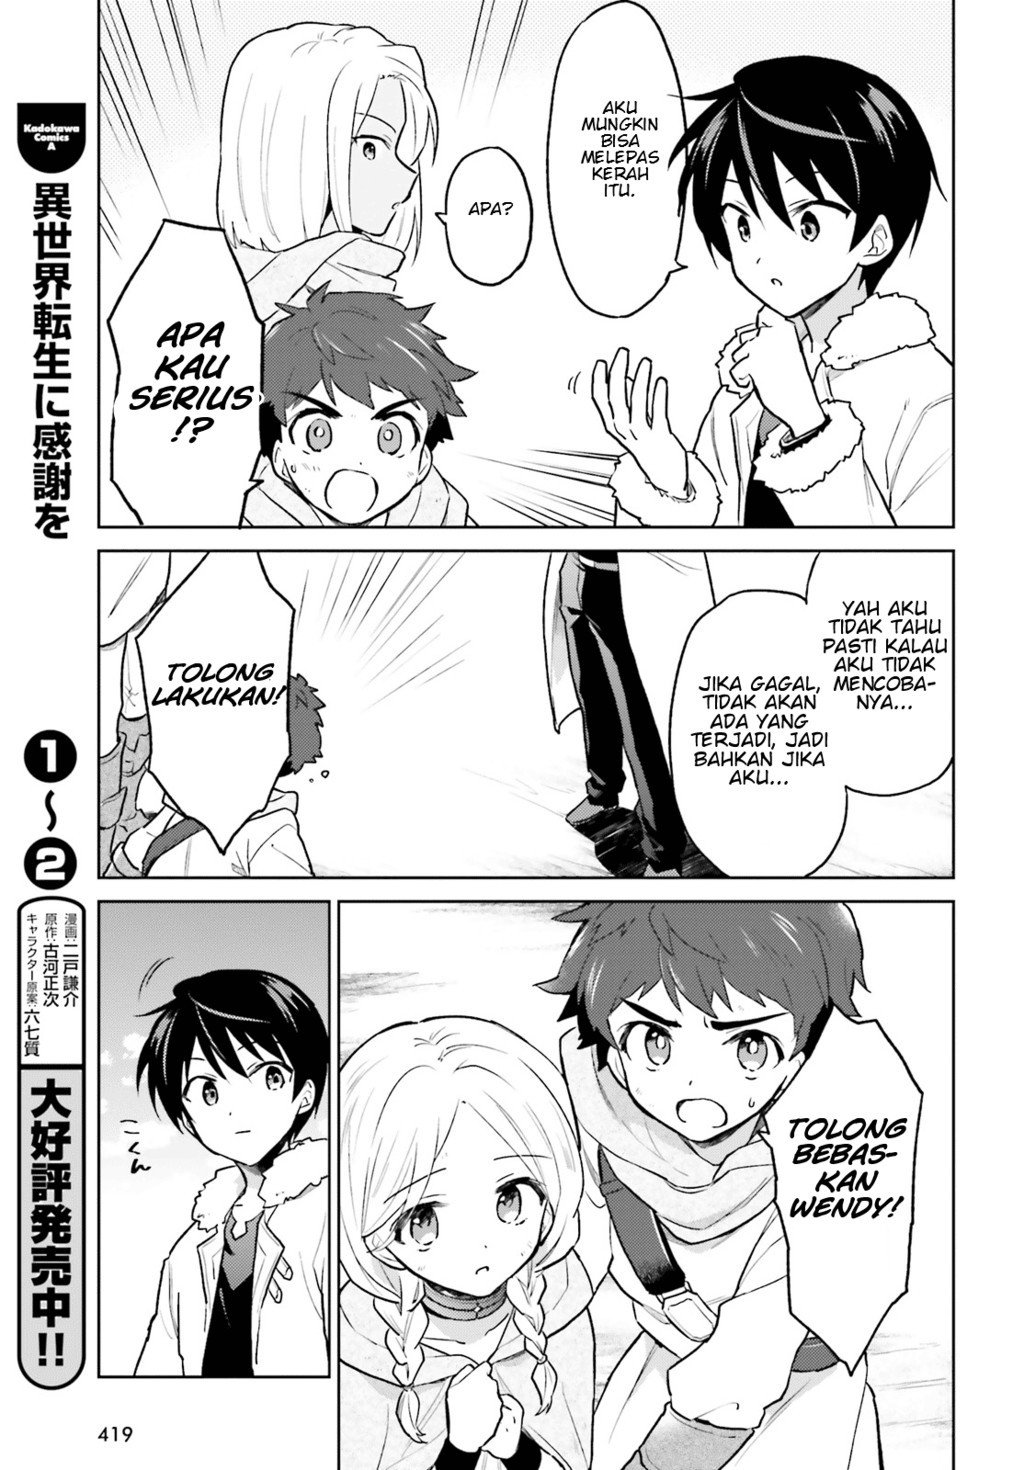 AKU
MUNGKIN
BISA
MELEPAS
KERAH
ITU.
APA?
APA
KAU
SERIUS
!?
YAH AKU
TIDAK TAHU
PASTI KALAU
AKU TIDAK
MENCOBA-
NYA...
JIKA GAGAL,
TIDAK AKAN
ADA YANG
TERJADI, JADI
BAHKAN JIKA
AKU...
TOLONG
LAKUKAN!
TOLONG
BEBAS-
KAN
WENDY!
こくん
Kadokawa
Comics
A
異世界転生に感謝を
1～2
漫画:二戸謙介
原作:古河正次
キャラクター原案:六七質
大好評発売中!!
419